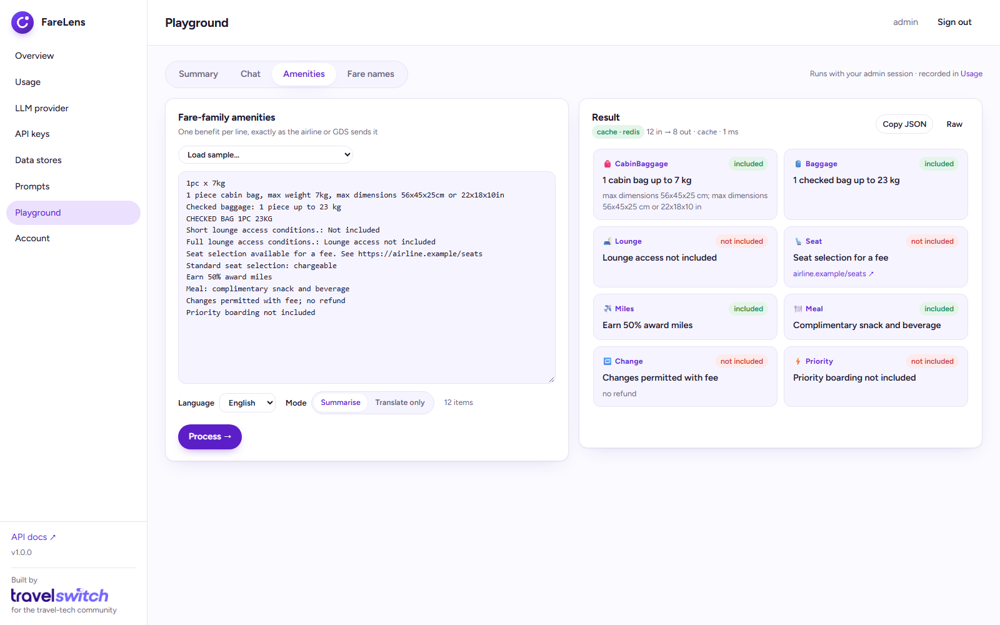 FareLens
Overview
Usage
LLM provider
API keys
Data stores
Prompts
Playground
Account
API docs ↗
v1.0.0
Built by
travelswitch
for the travel-tech community
Playground
admin
Sign out
Summary
Chat
Amenities
Fare names
Runs with your admin session · recorded in Usage
Fare-family amenities
One benefit per line, exactly as the airline or GDS sends it
Load sample...
1pc x 7kg
1 piece cabin bag, max weight 7kg, max dimensions 56x45x25cm or 22x18x10in
Checked baggage: 1 piece up to 23 kg
CHECKED BAG 1PC 23KG
Short lounge access conditions.: Not included
Full lounge access conditions.: Lounge access not included
Seat selection available for a fee. See https://airline.example/seats
Standard seat selection: chargeable
Earn 50% award miles
Meal: complimentary snack and beverage
Changes permitted with fee; no refund
Priority boarding not included
Language
English
Mode
Summarise
Translate only
12 items
Process →
Result
cache · redis 12 in → 8 out · cache · 1 ms
Copy JSON
Raw
CabinBaggage
included
1 cabin bag up to 7 kg
max dimensions 56x45x25 cm; max dimensions
56x45x25 cm or 22x18x10 in
Baggage
included
1 checked bag up to 23 kg
Lounge
not included
Lounge access not included
Seat
not included
Seat selection for a fee
airline.example/seats ↗
Miles
included
Earn 50% award miles
Meal
included
Complimentary snack and beverage
Change
not included
Changes permitted with fee
no refund
Priority
not included
Priority boarding not included